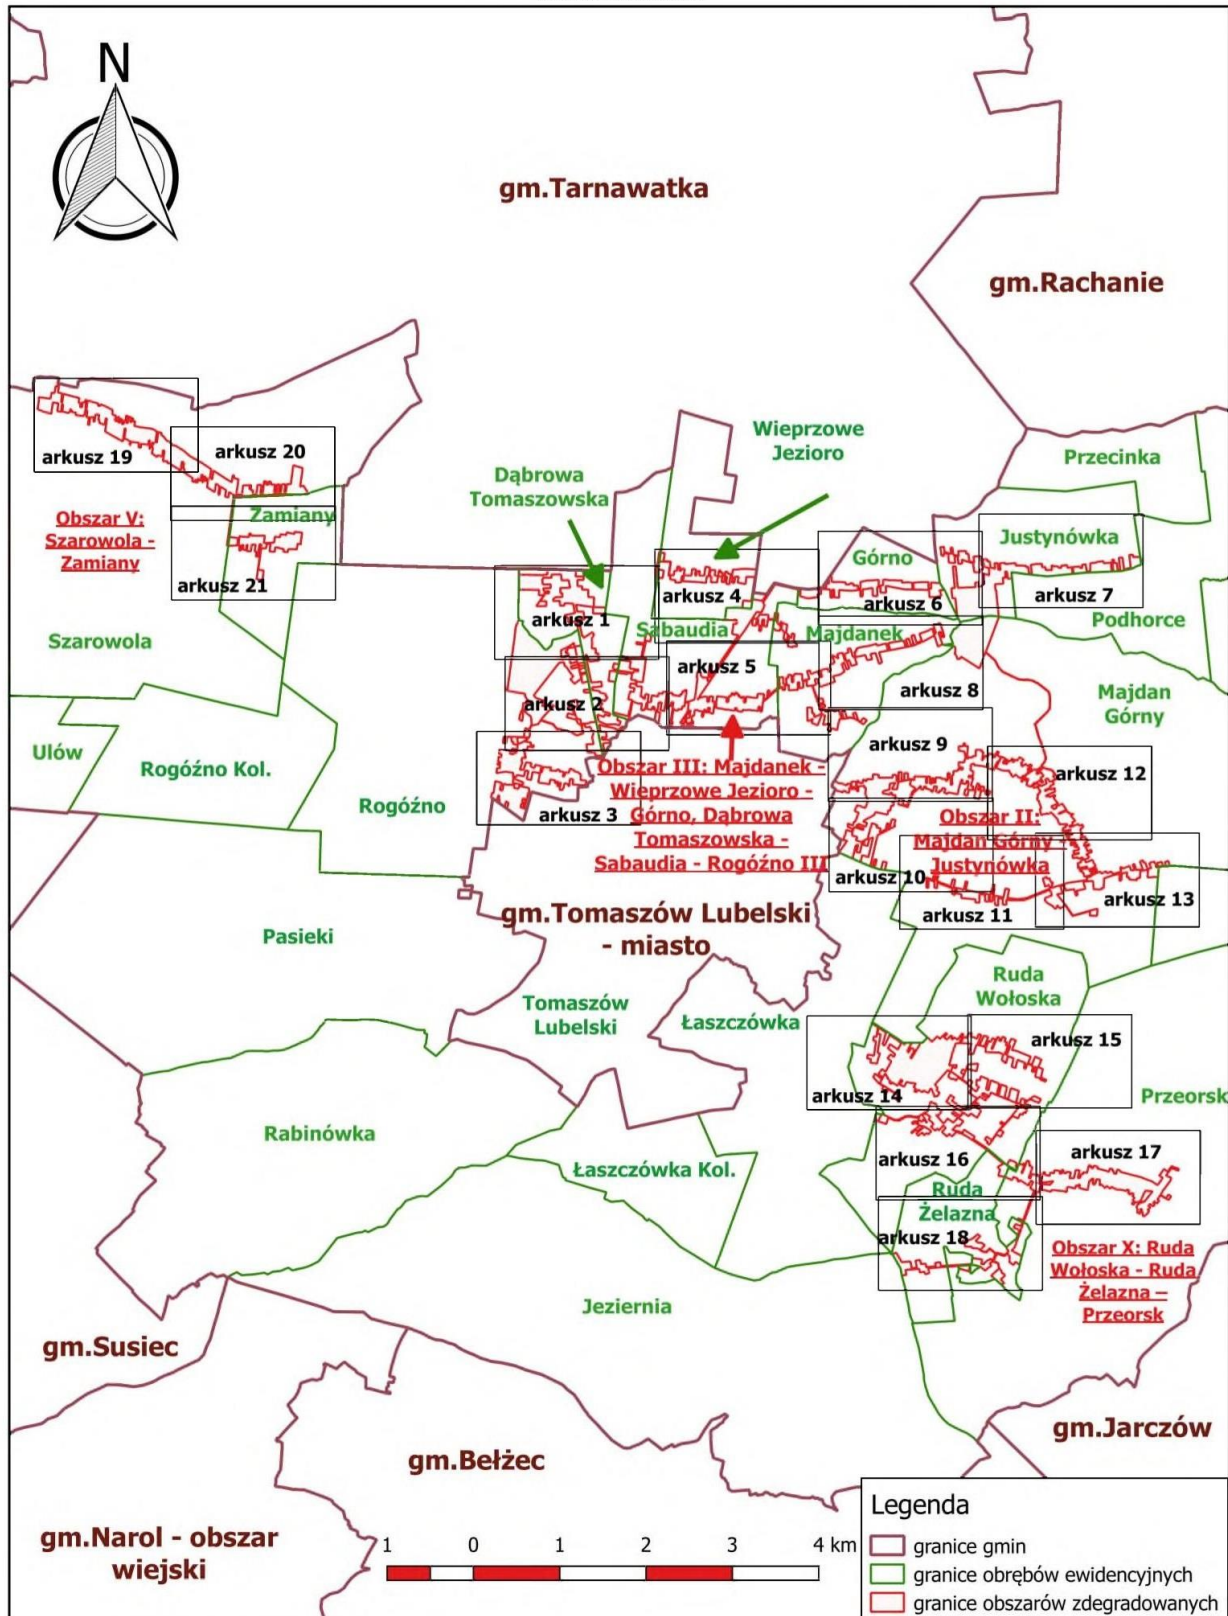 N
gm.Tarnawatka
gm.Rachanie
Wieprzowe
Jezioro
Dąbrowa
Tomaszowska
Przecinka
arkusz 19
arkusz 20
Obszar V:
Szarowola -
Zamiany
Zamiany
arkusz 21
Szarowola
Górno
Justynówka
arkusz 4
arkusz 6
arkusz 7
arkusz 1
Sabaudia
Majdanek
Podhorce
arkusz 5
arkusz 8
Majdan
Górny
arkusz 2
arkusz 9
Ulów
Rogóźno Kol.
Rogóźno
arkusz 3
Obszar III: Majdanek -
Wieprzowe Jezioro -
Górno, Dąbrowa
Tomaszowska -
Sabaudia - Rogóźno III
arkusz 12
Obszar II:
Majdan Górny -
Justynówka
arkusz 10
arkusz 11
arkusz 13
gm.Tomaszów Lubelski
- miasto
Pasieki
Ruda
Wołoska
Tomaszów
Lubelski
Łaszczówka
arkusz 15
arkusz 14
Przeorsk
Rabinówka
Łaszczówka Kol.
arkusz 16
arkusz 17
Ruda
Żelazna
arkusz 18
Obszar X: Ruda
Wołoska - Ruda
Żelazna –
Przeorsk
Jeziernia
gm.Susiec
gm.Jarczów
gm.Bełżec
gm.Narol - obszar
wiejski
1 0 1 2 3 4 km
Legenda
granice gmin
granice obrębów ewidencyjnych
granice obszarów zdegradowanych